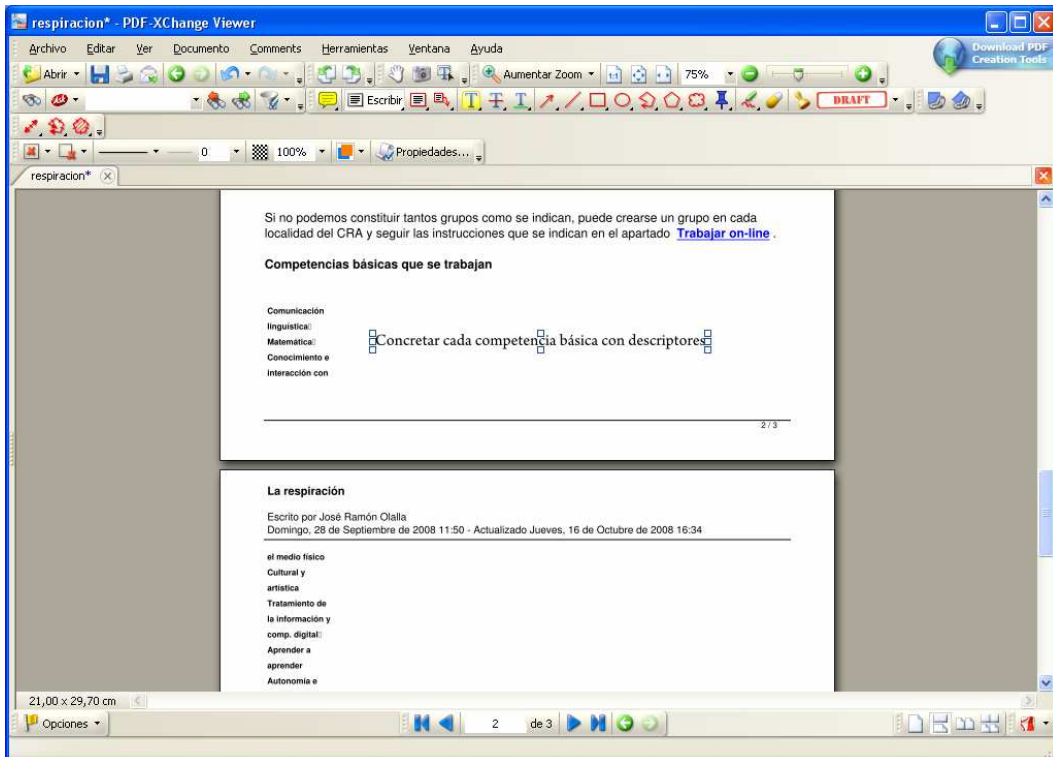 respiracion* - PDF-XChange Viewer
Archivo Editar Ver Documento Comments Herramientas Ventana Ayuda
Download PDF
Creation Tools
Abrir Aumentar Zoom 1:1 75%
Escribir T T T DRAFT
0 100% Propiedades...
respiracion*
Si no podemos constituir tantos grupos como se indican, puede crearse un grupo en cada
localidad del CRA y seguir las instrucciones que se indican en el apartado Trabajar on-line .
Competencias básicas que se trabajan
Comunicación
linguística
Matemática
Concretar cada competencia básica con descriptores
Conocimiento e
interacción con
2 / 3
La respiración
Escrito por José Ramón Olalla
Domingo, 28 de Septiembre de 2008 11:50 - Actualizado Jueves, 16 de Octubre de 2008 16:34
el medio físico
Cultural y
artística
Tratamiento de
la información y
comp. digital
Aprender a
aprender
Autonomía e
21,00 x 29,70 cm
Opciones 2 de 3